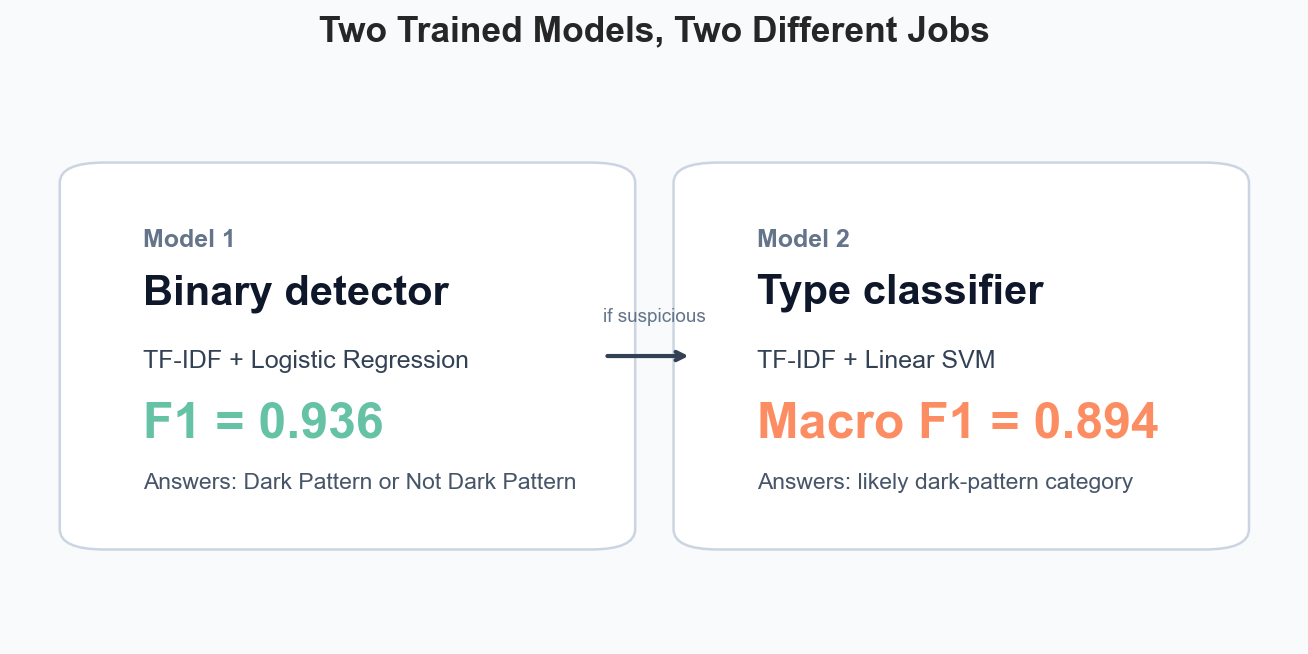 Two Trained Models, Two Different Jobs
Model 1
Binary detector
TF-IDF + Logistic Regression
F1 = 0.936
Answers: Dark Pattern or Not Dark Pattern
if suspicious
Model 2
Type classifier
TF-IDF + Linear SVM
Macro F1 = 0.894
Answers: likely dark-pattern category